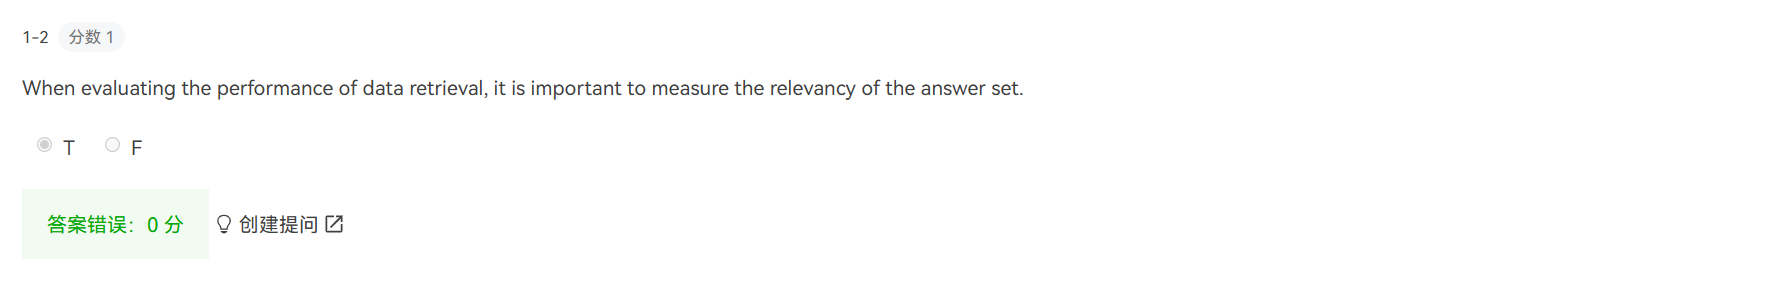 1-2 分数 1
When evaluating the performance of data retrieval, it is important to measure the relevancy of the answer set.
T F
答案错误：0 分 创建提问